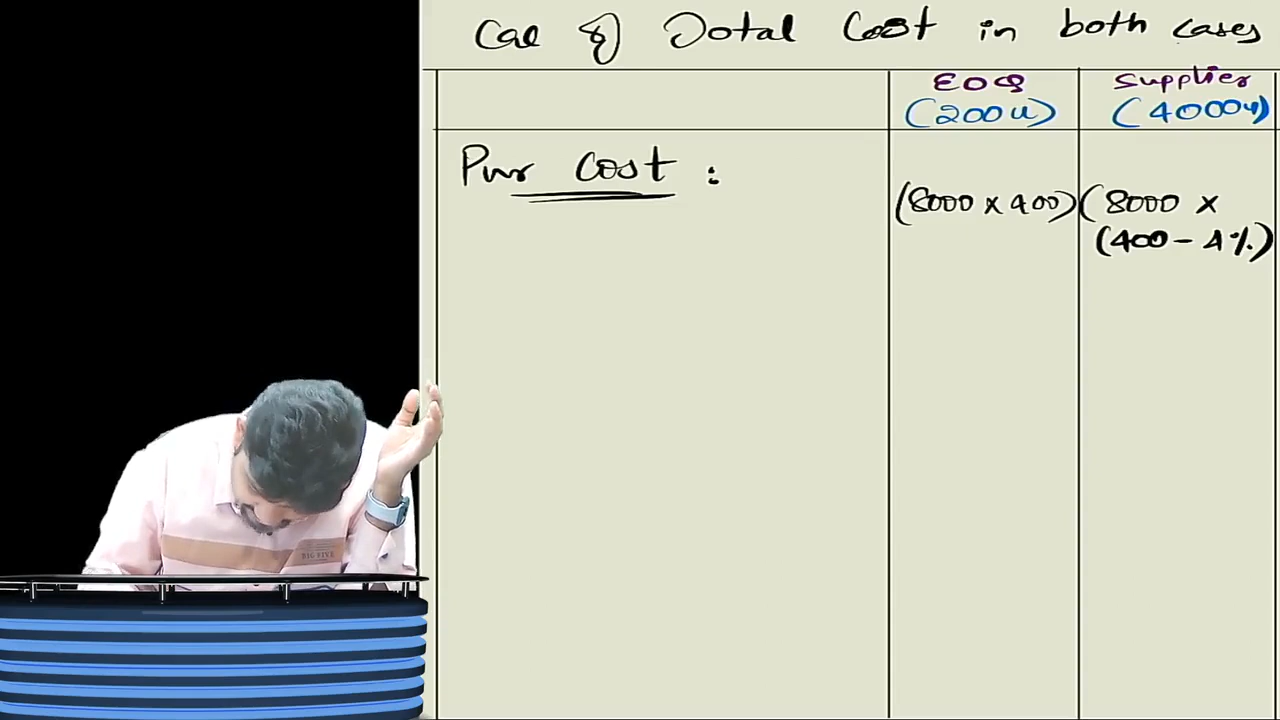 Cal of Total Cost in both cases
EOQ
Supplier
(200u)
(4000u)
Pur Cost :
(8000 × 400)
(8000 ×
(400 - 4%)
BIG FIVE